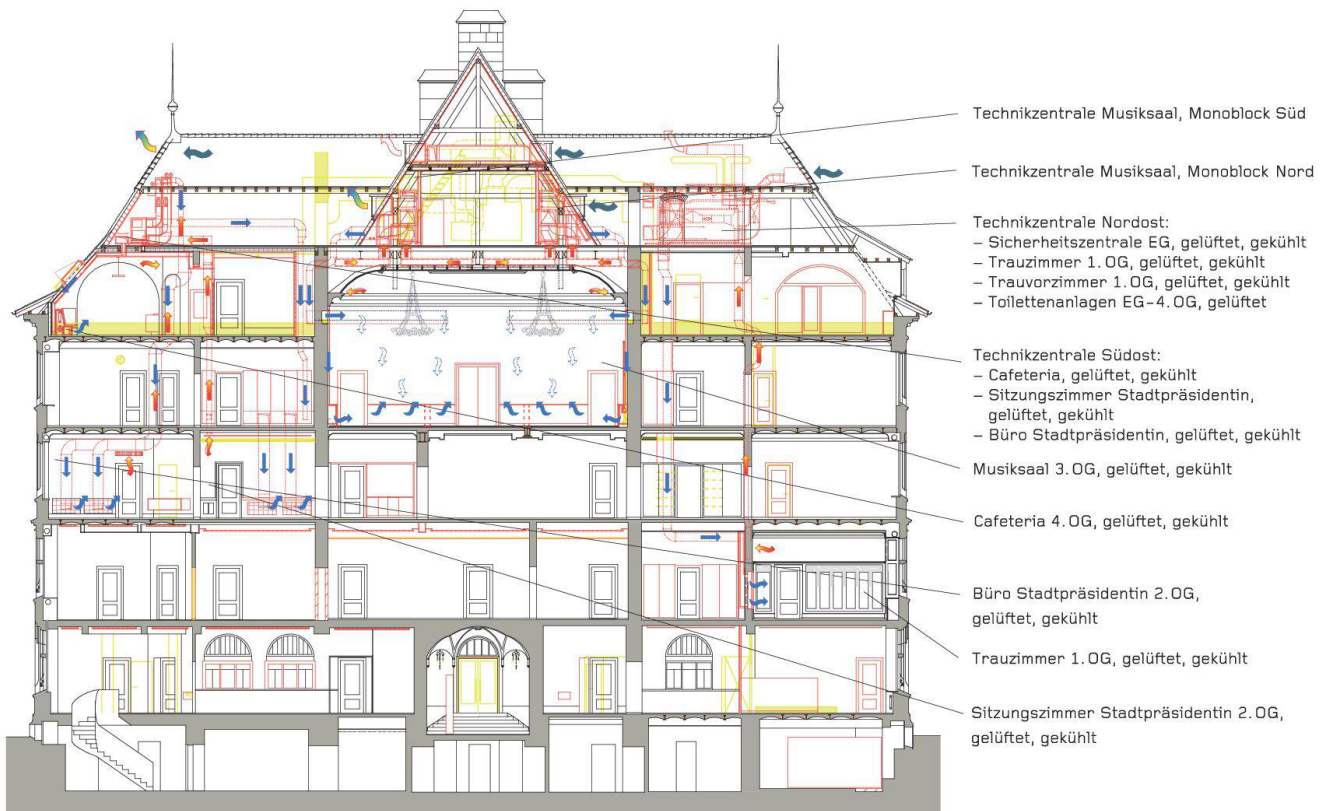 Technikzentrale Musiksaal, Monoblock Süd
Technikzentrale Musiksaal, Monoblock Nord
Technikzentrale Nordost:
– Sicherheitszentrale EG, gelüftet, gekühlt
– Trauzimmer 1. OG, gelüftet, gekühlt
– Trauvorzimmer 1. OG, gelüftet, gekühlt
– Toilettenanlagen EG–4. OG, gelüftet
Technikzentrale Südost:
– Cafeteria, gelüftet, gekühlt
– Sitzungszimmer Stadtpräsidentin,
gelüftet, gekühlt
– Büro Stadtpräsidentin, gelüftet, gekühlt
Musiksaal 3. OG, gelüftet, gekühlt
Cafeteria 4. OG, gelüftet, gekühlt
Büro Stadtpräsidentin 2. OG,
gelüftet, gekühlt
Trauzimmer 1. OG, gelüftet, gekühlt
Sitzungszimmer Stadtpräsidentin 2. OG,
gelüftet, gekühlt